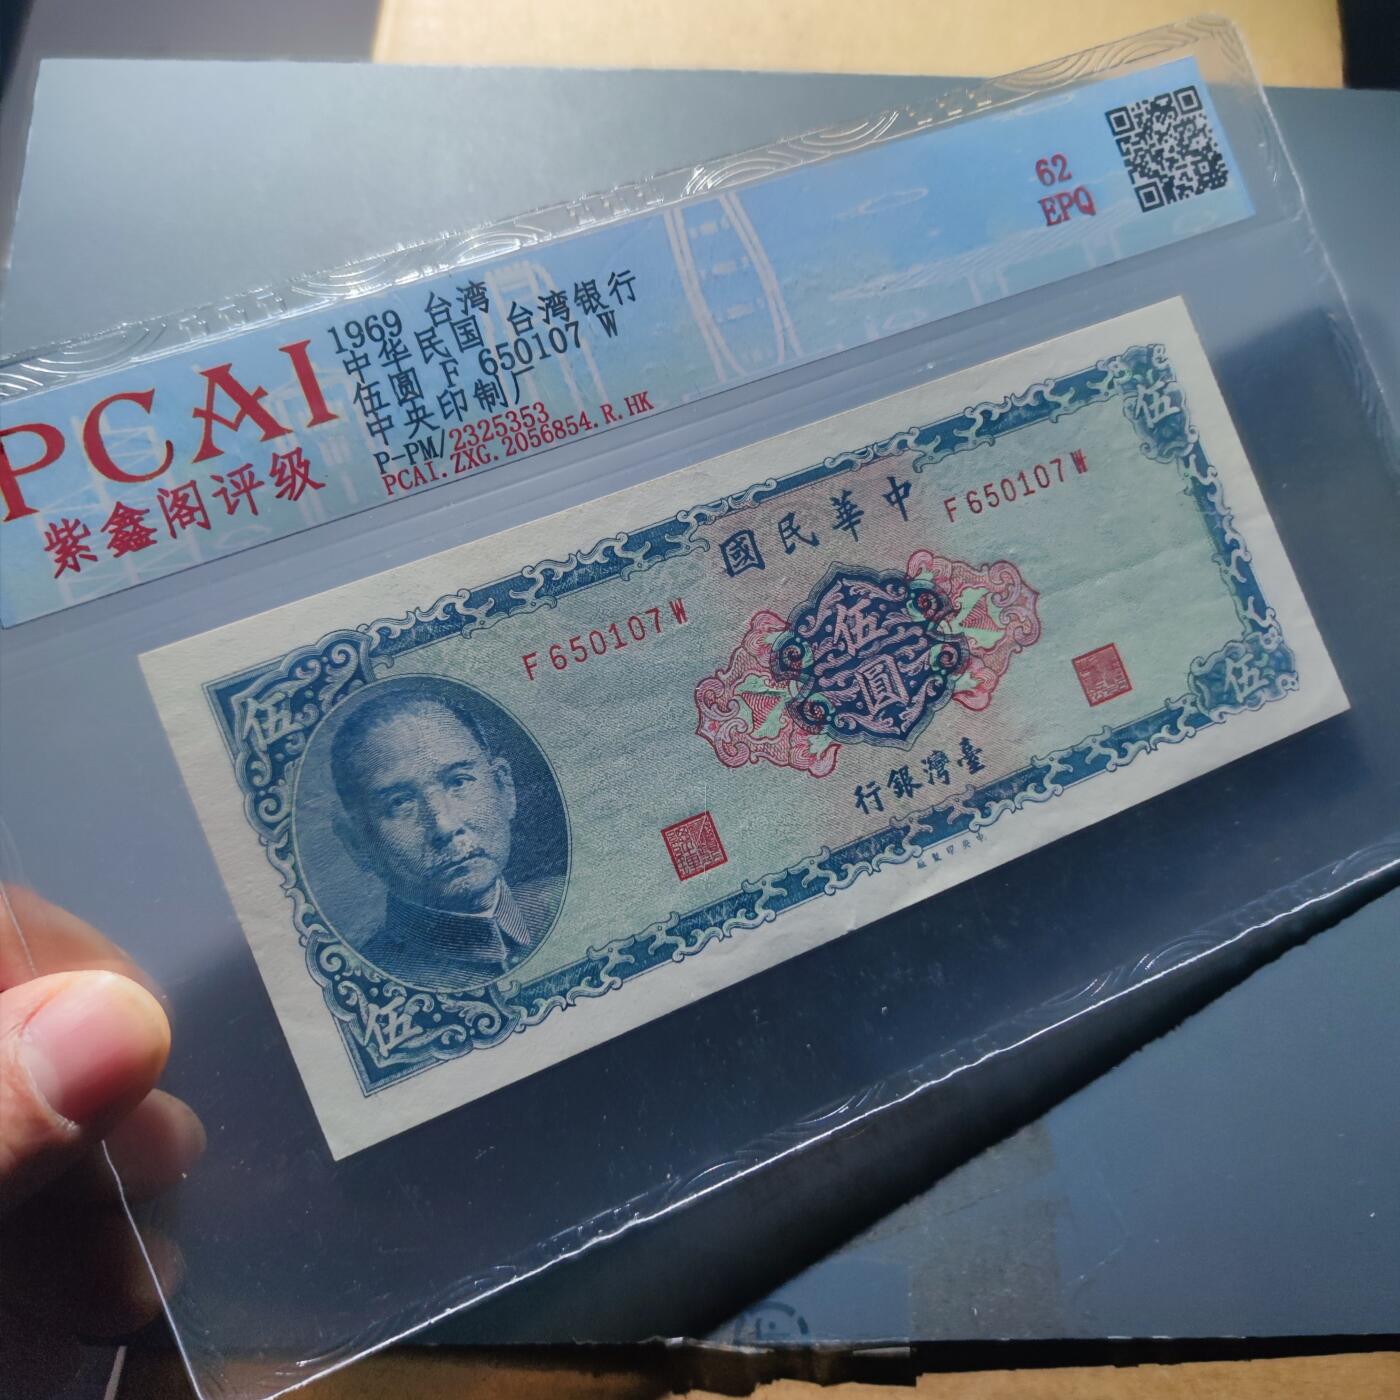 PCAI
紫鑫阁评级
1969 台湾
中华民国 台湾银行
伍圆 F 650107 W
中央印制厂
P-PM/2325353
PCAI.ZXG.2056854.R.HK
62
EPQ
國民華中
F650107W
F650107W
伍
伍
伍
伍
伍
圓
行銀灣臺